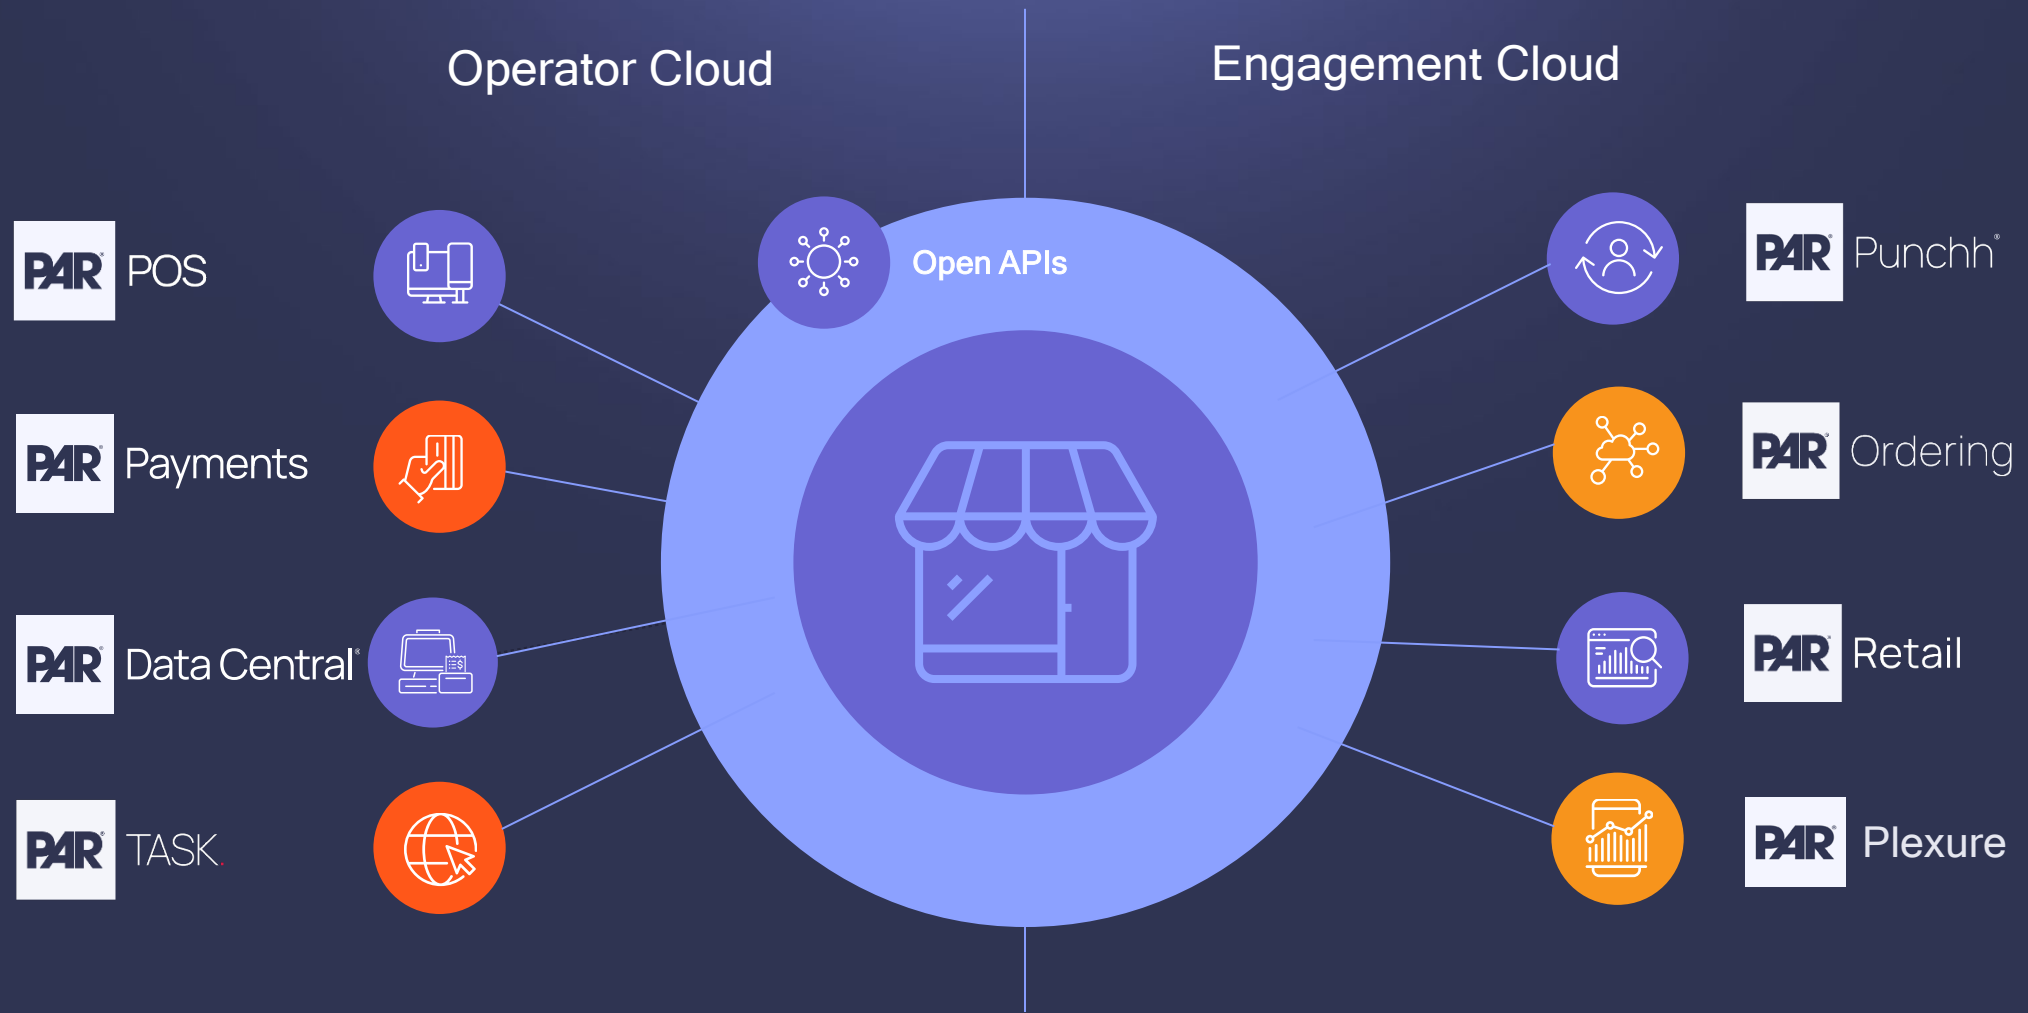 Operator Cloud
Engagement Cloud
Open APIs
PAR® POS
PAR® Payments
PAR® Data Central®
PAR® TASK.
PAR® Punchh®
PAR® Ordering
PAR® Retail
PAR® Plexure